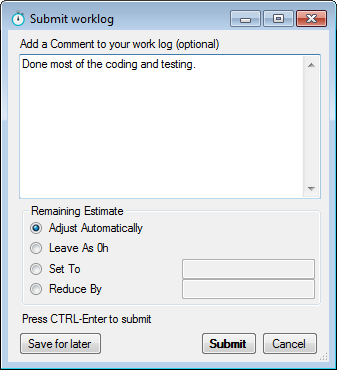 Submit worklog
Add a Comment to your work log (optional)
Done most of the coding and testing.
Remaining Estimate
Adjust Automatically
Leave As 0h
Set To
Reduce By
Press CTRL-Enter to submit
Save for later Submit Cancel